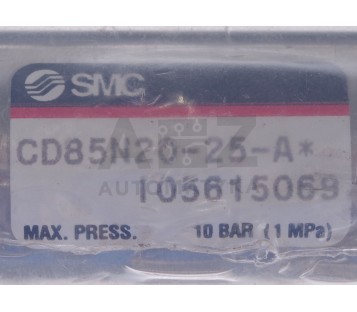 SMC
CD85N20-25-A*
105615069
MAX. PRESS. 10 BAR (1 MPa)